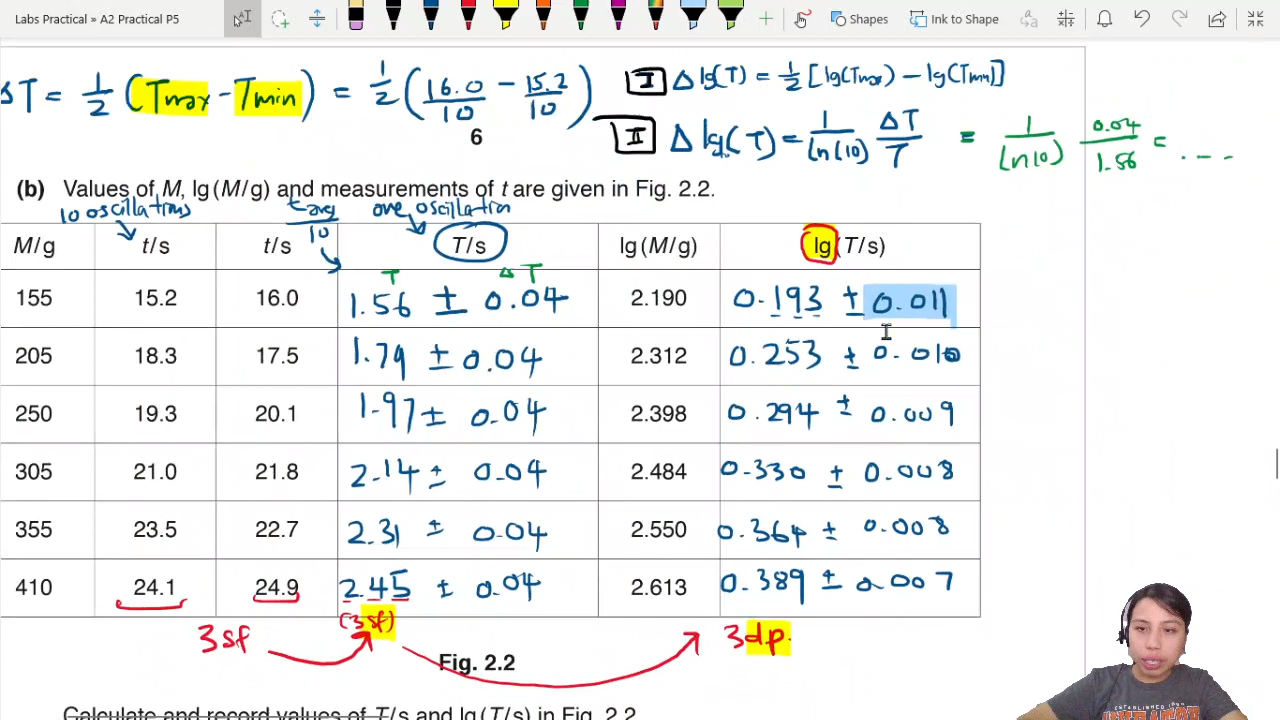 Labs Practical » A2 Practical P5
Shapes
Ink to Shape
ΔT = 1/2 (Tmax - Tmin) = 1/2 (16.0/10 - 15.2/10)
I Δlg(T) = 1/2 [lg(Tmax) - lg(Tmin)]
6
II Δlg(T) = 1/ln(10) ΔT/T = 1/ln(10) 0.04/1.56 = ....
(b) Values of M, lg (M/g) and measurements of t are given in Fig. 2.2.
10 oscillations
tavg/10
one oscillation
M/g t/s t/s T/s lg (M/g) lg (T/s)
T ΔT
155 15.2 16.0 1.56 ± 0.04 2.190 0.193 ± 0.011
205 18.3 17.5 1.79 ± 0.04 2.312 0.253 ± 0.010
250 19.3 20.1 1.97 ± 0.04 2.398 0.294 ± 0.009
305 21.0 21.8 2.14 ± 0.04 2.484 0.330 ± 0.008
355 23.5 22.7 2.31 ± 0.04 2.550 0.364 ± 0.008
410 24.1 24.9 2.45 ± 0.04 2.613 0.389 ± 0.007
(3sf)
3sf
3dp.
Fig. 2.2
Calculate and record values of T/s and lg (T/s) in Fig. 2.2